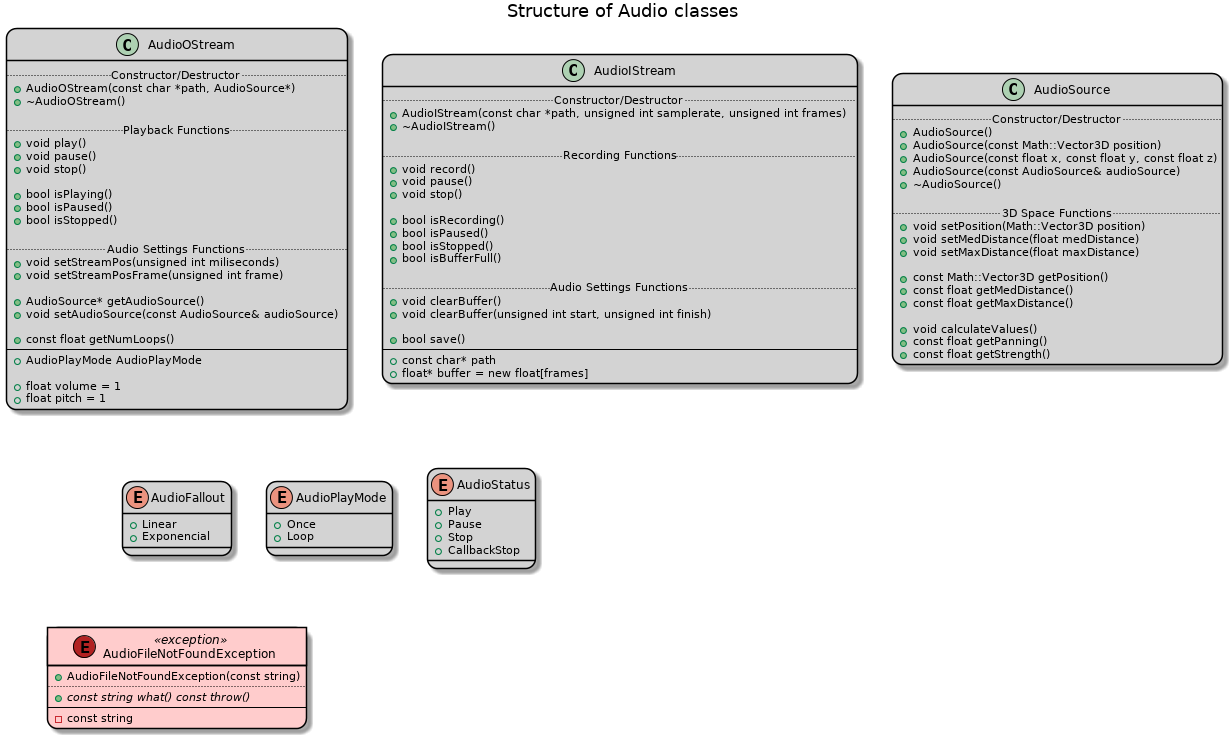 Structure of Audio classes
C AudioOStream
Constructor/Destructor
AudioOStream(const char *path, AudioSource*)
~AudioOStream()
Playback Functions
void play()
void pause()
void stop()
bool isPlaying()
bool isPaused()
bool isStopped()
Audio Settings Functions
void setStreamPos(unsigned int miliseconds)
void setStreamPosFrame(unsigned int frame)
AudioSource* getAudioSource()
void setAudioSource(const AudioSource& audioSource)
const float getNumLoops()
AudioPlayMode AudioPlayMode
float volume = 1
float pitch = 1
C AudioIStream
Constructor/Destructor
AudioIStream(const char *path, unsigned int samplerate, unsigned int frames)
~AudioIStream()
Recording Functions
void record()
void pause()
void stop()
bool isRecording()
bool isPaused()
bool isStopped()
bool isBufferFull()
Audio Settings Functions
void clearBuffer()
void clearBuffer(unsigned int start, unsigned int finish)
bool save()
const char* path
float* buffer = new float[frames]
C AudioSource
Constructor/Destructor
AudioSource()
AudioSource(const Math::Vector3D position)
AudioSource(const float x, const float y, const float z)
AudioSource(const AudioSource& audioSource)
~AudioSource()
3D Space Functions
void setPosition(Math::Vector3D position)
void setMedDistance(float medDistance)
void setMaxDistance(float maxDistance)
const Math::Vector3D getPosition()
const float getMedDistance()
const float getMaxDistance()
void calculateValues()
const float getPanning()
const float getStrength()
E AudioFallout
Linear
Exponencial
E AudioPlayMode
Once
Loop
E AudioStatus
Play
Pause
Stop
CallbackStop
«exception»
E AudioFileNotFoundException
AudioFileNotFoundException(const string)
const string what() const throw()
const string